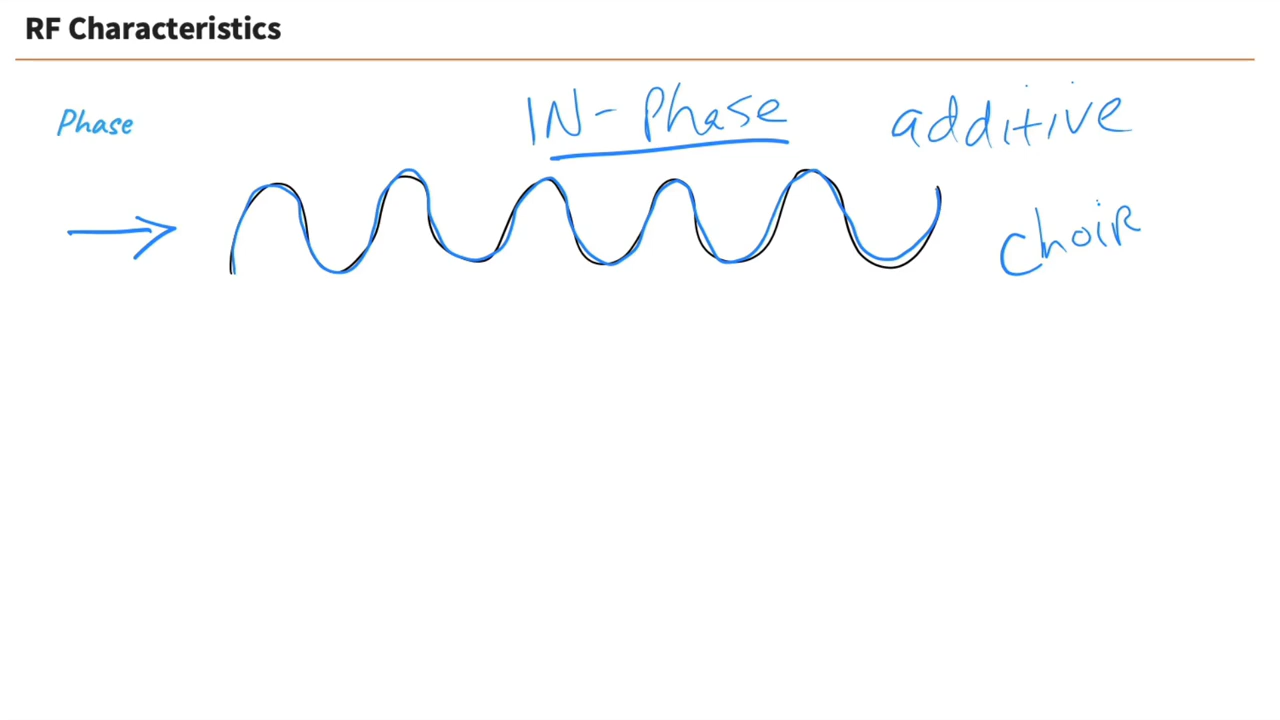 RF Characteristics
Phase
IN-Phase
additive
choir